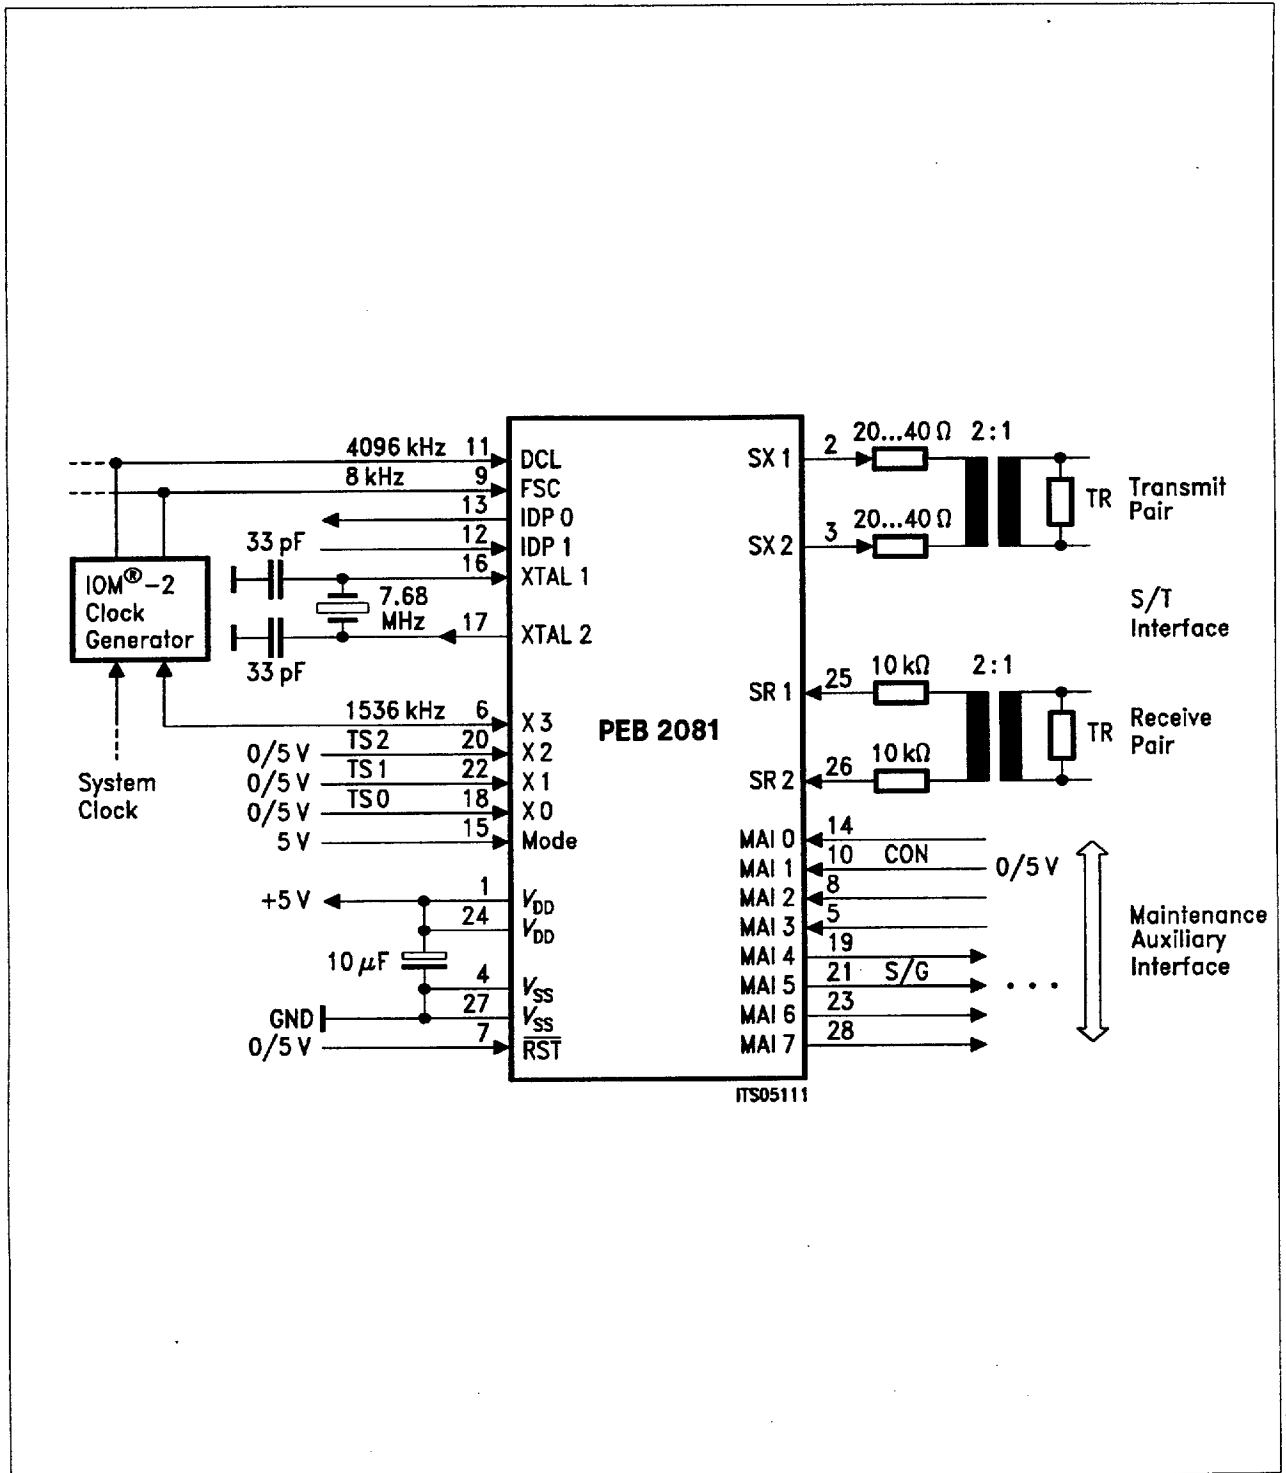 4096 kHz 11 DCL
8 kHz 9 FSC
13 IDP 0
12 IDP 1
33 pF
16 XTAL 1
7.68
MHz
17 XTAL 2
33 pF
IOM®-2
Clock
Generator
System
Clock
1536 kHz 6 X 3
0/5 V TS2 20 X 2
0/5 V TS1 22 X 1
0/5 V TS0 18 X 0
5 V 15 Mode
+5 V 1 VDD
24 VDD
10 µF
4 VSS
GND 27 VSS
0/5 V 7 RST
PEB 2081
SX 1 2 20...40 Ω 2:1
SX 2 3 20...40 Ω
TR Transmit
Pair
S/T
Interface
SR 1 25 10 kΩ 2:1
SR 2 26 10 kΩ
TR Receive
Pair
MAI 0 14
MAI 1 10 CON 0/5 V
MAI 2 8
MAI 3 5
MAI 4 19
MAI 5 21 S/G . . .
MAI 6 23
MAI 7 28
Maintenance
Auxiliary
Interface
ITS05111